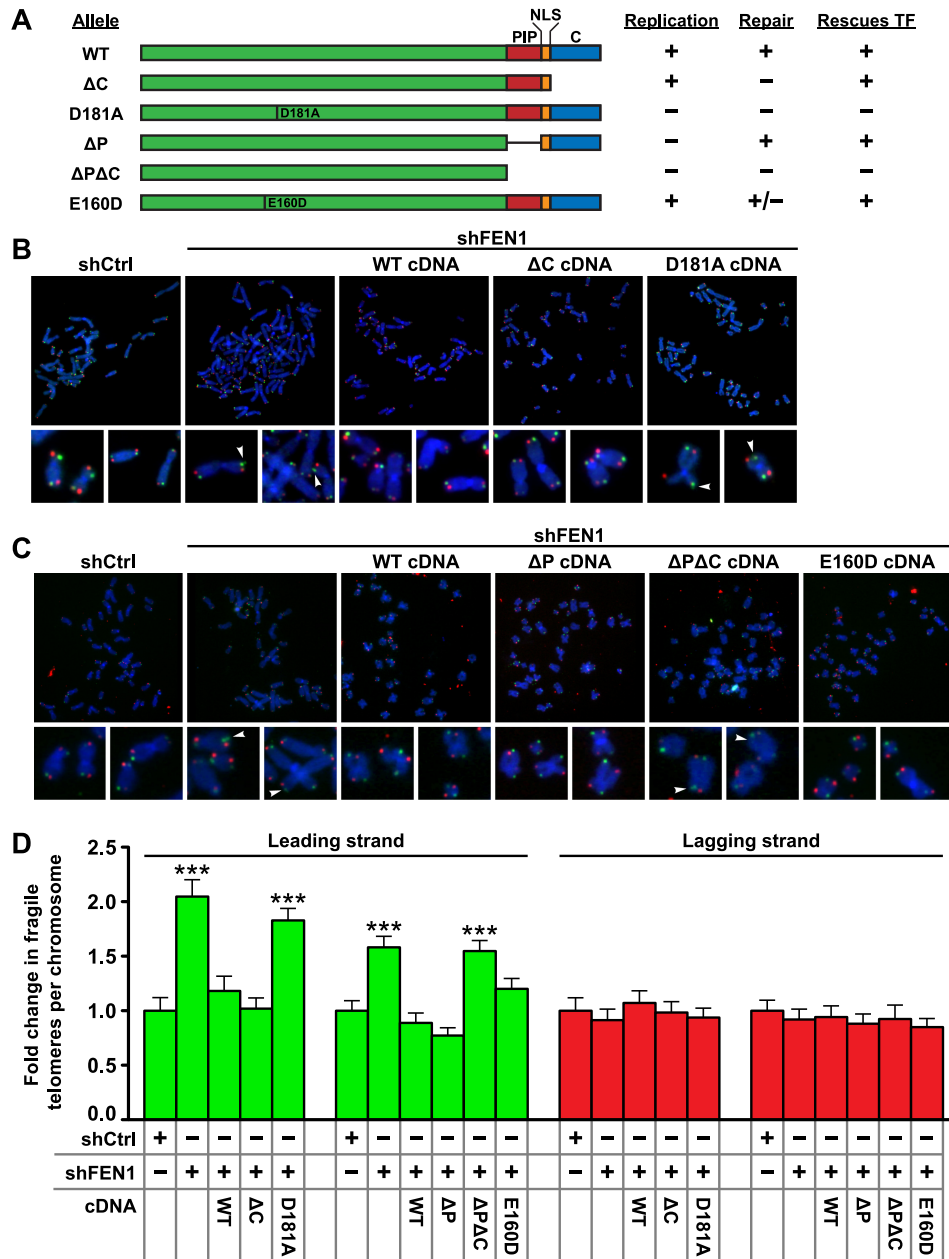 A
Allele PIP NLS C Replication Repair Rescues TF
WT + + +
ΔC + − +
D181A D181A − − −
ΔP − + +
ΔPΔC − − −
E160D E160D + +/− +
B
shFEN1
shCtrl WT cDNA ΔC cDNA D181A cDNA
C
shFEN1
shCtrl WT cDNA ΔP cDNA ΔPΔC cDNA E160D cDNA
D
Leading strand Lagging strand
Fold change in fragile
telomeres per chromosome
2.5
2.0
1.5
1.0
0.5
0.0
*** *** *** ***
shCtrl + − − − − + − − − − − + − − − − + − − − − −
shFEN1 − + + + + − + + + + + − + + + + − + + + + +
cDNA WT ΔC D181A WT ΔP ΔPΔC E160D WT ΔC D181A WT ΔP ΔPΔC E160D